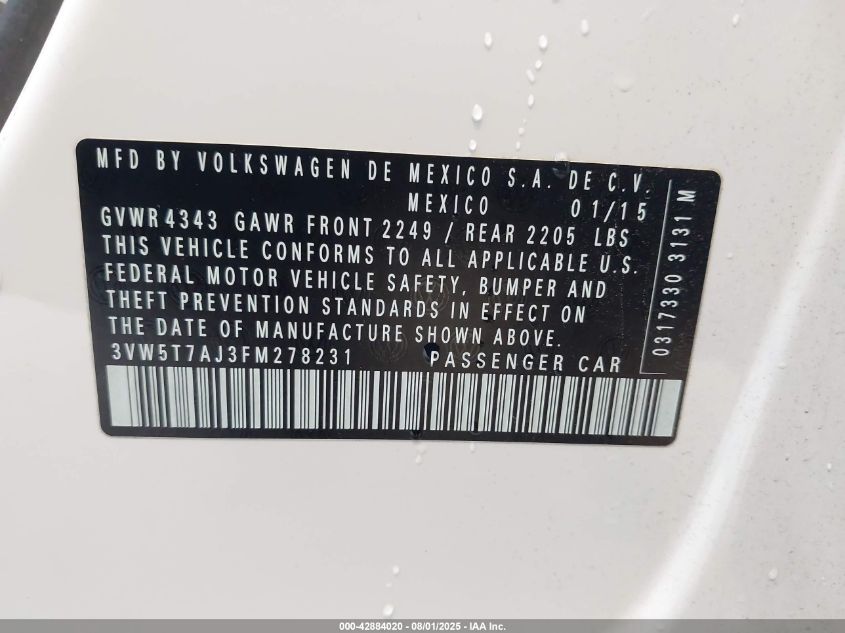 MFD BY VOLKSWAGEN DE MEXICO S.A. DE C.V.
MEXICO 01/15
GVWR 4343 GAWR FRONT 2249 / REAR 2205 LBS
THIS VEHICLE CONFORMS TO ALL APPLICABLE U.S.
FEDERAL MOTOR VEHICLE SAFETY, BUMPER AND
THEFT PREVENTION STANDARDS IN EFFECT ON
THE DATE OF MANUFACTURE SHOWN ABOVE.
3VW5T7AJ3FM278231 PASSENGER CAR
0317330 3131 M
000-42884020 - 08/01/2025 - IAA Inc.